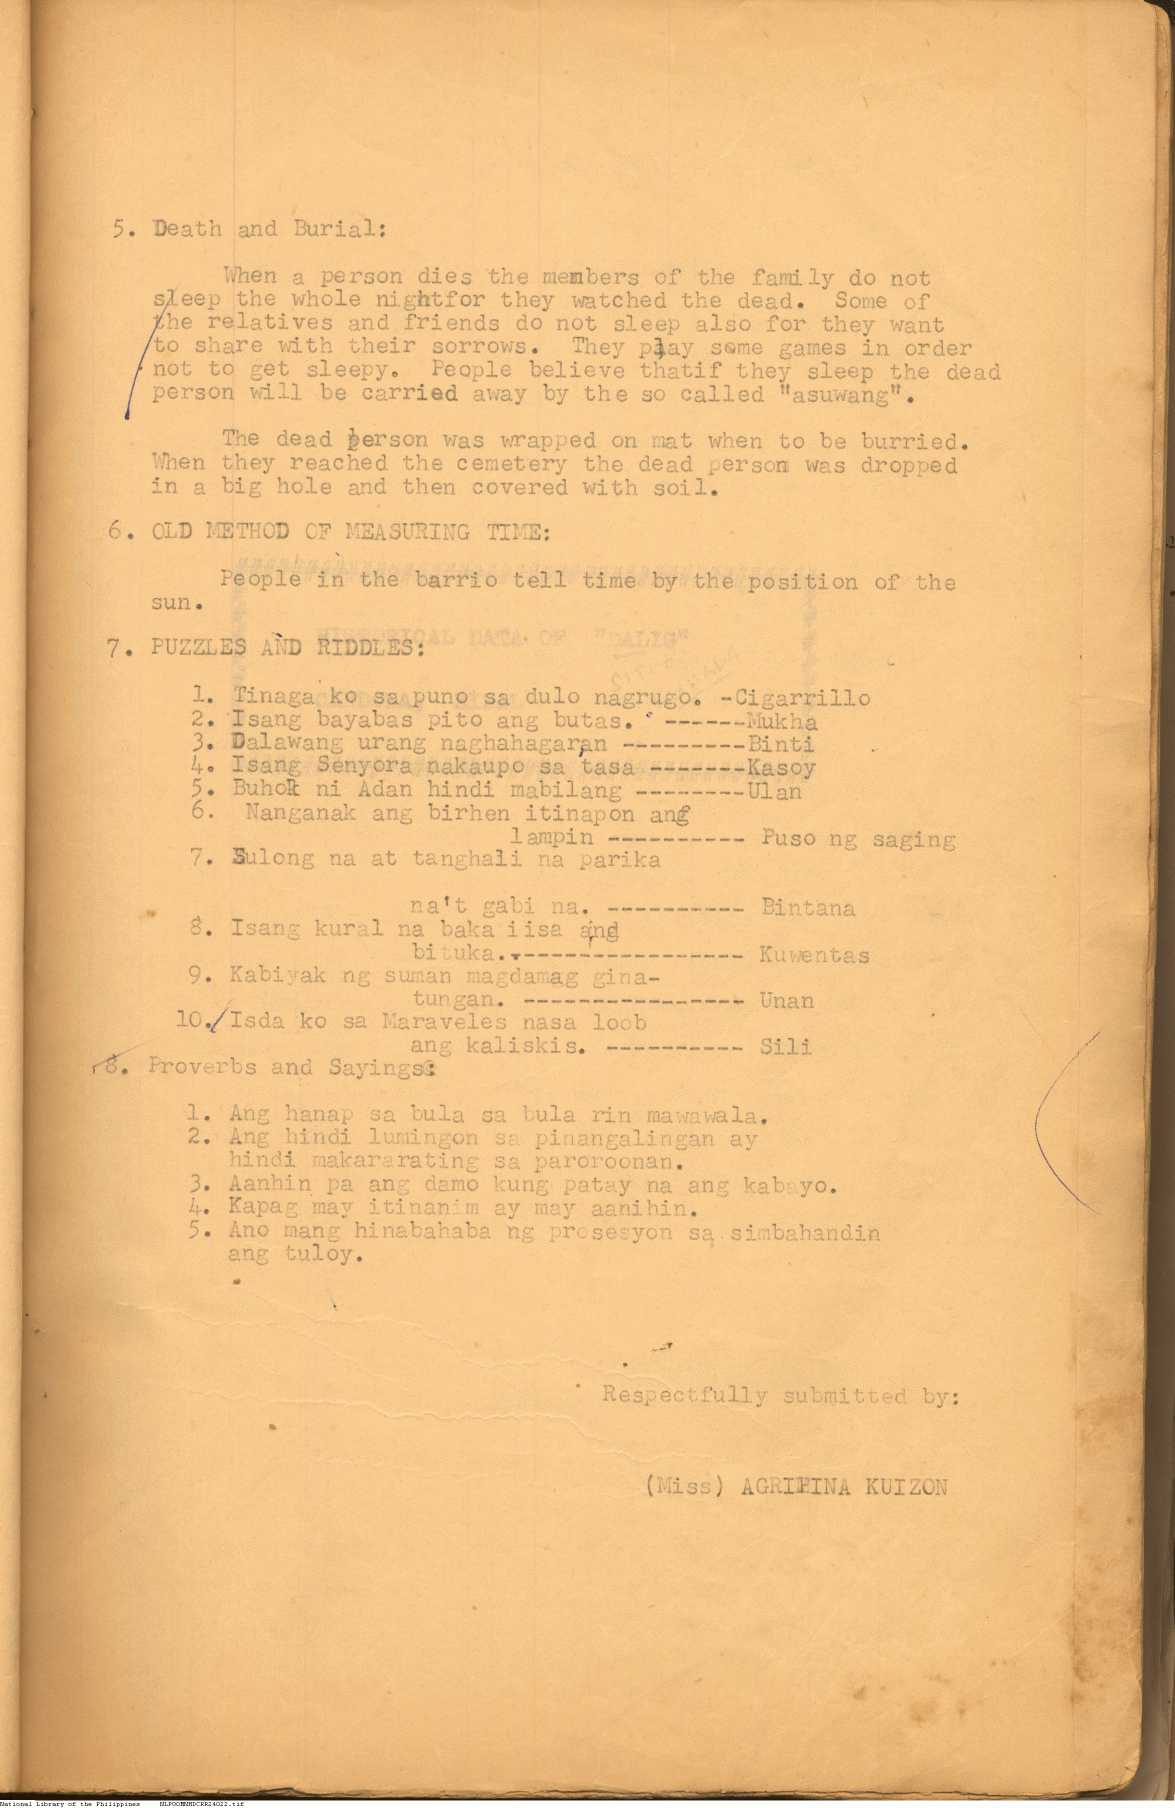 5. Death and Burial:
When a person dies the members of the family do not
sleep the whole nightfor they watched the dead. Some of
the relatives and friends do not sleep also for they want
to share with their sorrows. They play some games in order
not to get sleepy. People believe thatif they sleep the dead
person will be carried away by the so called "asuwang".
The dead person was wrapped on mat when to be burried.
When they reached the cemetery the dead person was dropped
in a big hole and then covered with soil.
6. OLD METHOD OF MEASURING TIME:
People in the barrio tell time by the position of the
sun.
HISTORICAL DATA OF "DALIG"
7. PUZZLES AND RIDDLES:
1. Tinaga ko sa puno sa dulo nagrugo. -Cigarrillo
2. Isang bayabas pito ang butas. ------Mukha
3. Dalawang urang naghahagaran ---------Binti
4. Isang Senyora nakaupo sa tasa -------Kasoy
5. Buhok ni Adan hindi mabilang --------Ulan
6. Nanganak ang birhen itinapon ang
lampin ---------- Puso ng saging
7. Sulong na at tanghali na parika
na't gabi na. ---------- Bintana
8. Isang kural na baka iisa ang
bituka.----------------- Kuwentas
9. Kabiyak ng suman magdamag gina-
tungan. ---------------- Unan
10. Isda ko sa Maraveles nasa loob
ang kaliskis. ---------- Sili
8. Proverbs and Sayings:
1. Ang hanap sa bula sa bula rin mawawala.
2. Ang hindi lumingon sa pinangalingan ay
hindi makararating sa paroroonan.
3. Aanhin pa ang damo kung patay na ang kabayo.
4. Kapag may itinanim ay may aanihin.
5. Ano mang hinabahaba ng prosesyon sa simbahandin
ang tuloy.
Respectfully submitted by:
(Miss) AGRIPINA KUIZON
National Library of the Philippines